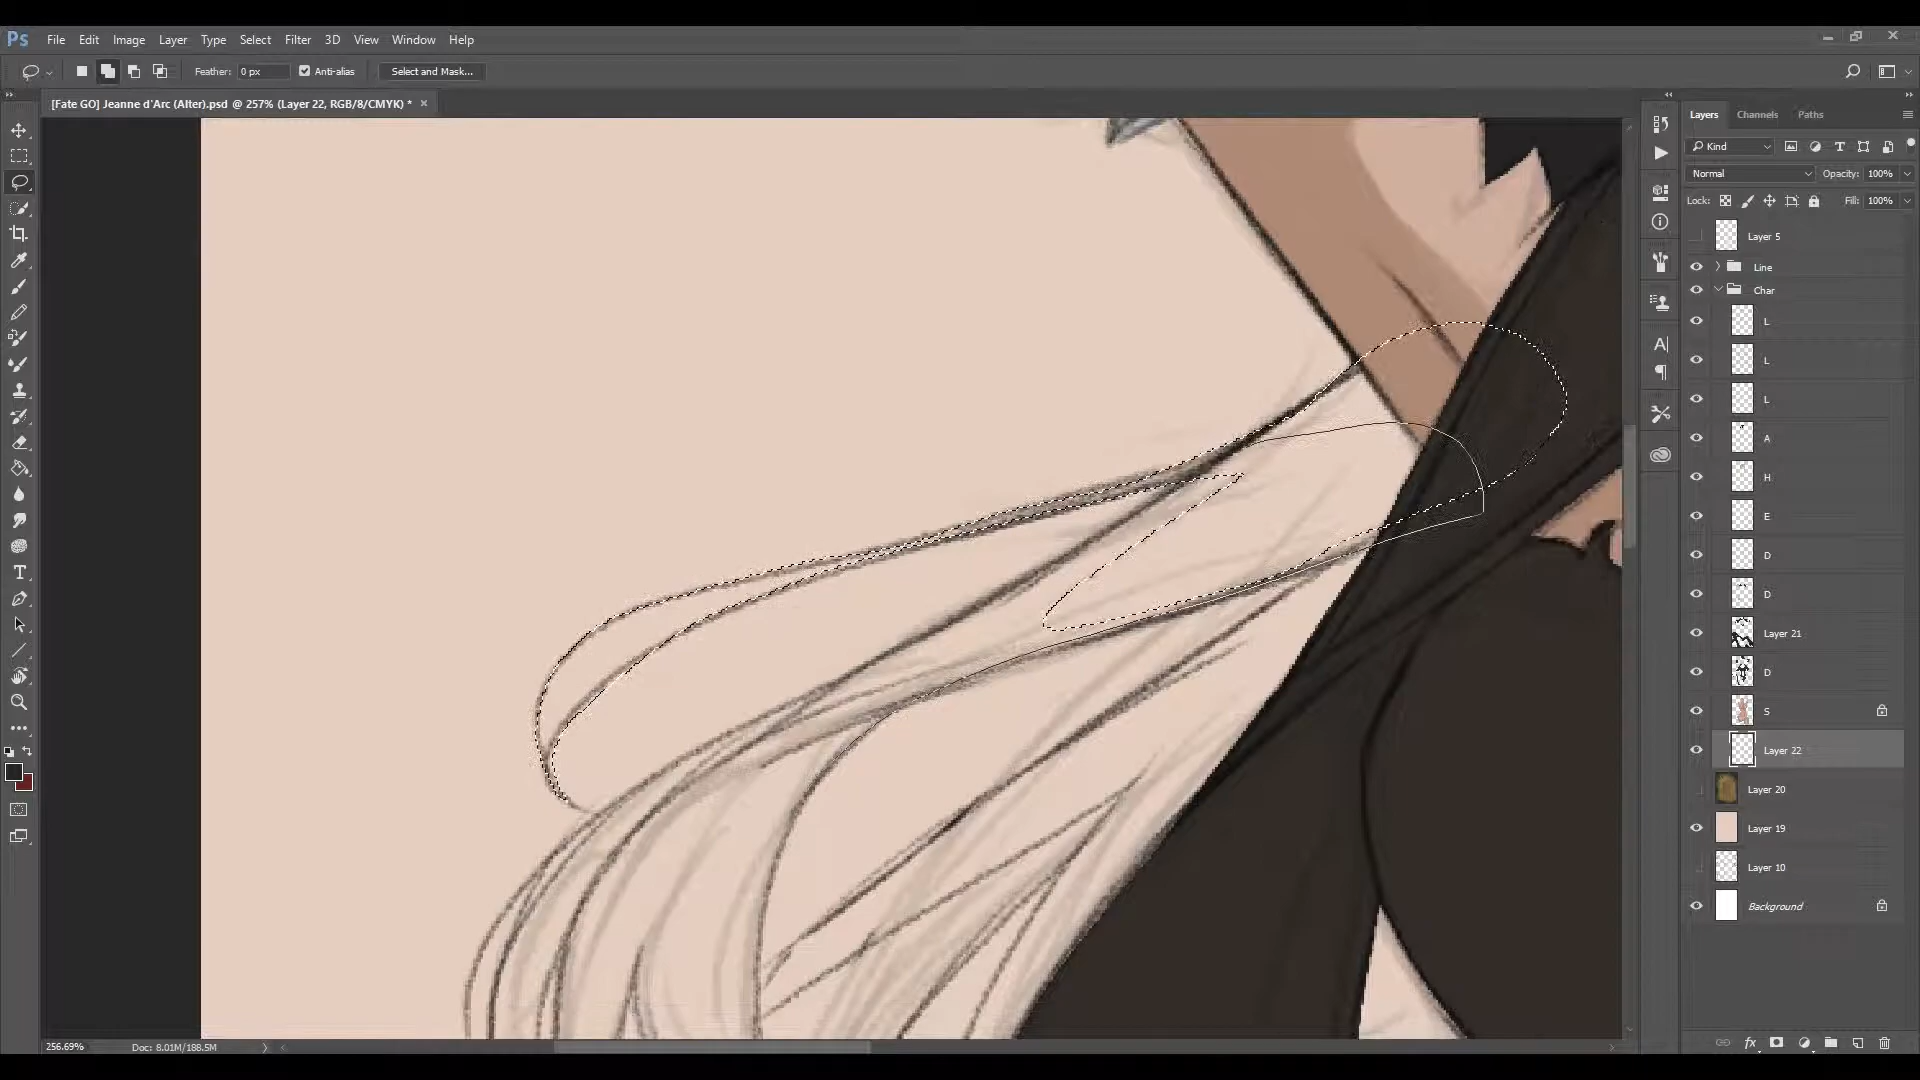 Ps File Edit Image Layer Type Select Filter 3D View Window Help
Feather: 0 px Anti-alias Select and Mask...
[Fate GO] Jeanne d'Arc (Alter).psd @ 257% (Layer 22, RGB/8/CMYK) *
Layers Channels Paths
Kind
Normal Opacity: 100%
Lock: Fill: 100%
Layer 5
Line
Char
L
L
L
A
H
E
D
D
Layer 21
D
S
Layer 22
Layer 20
Layer 19
Layer 10
Background
256.69% Doc: 8.01M/188.5M